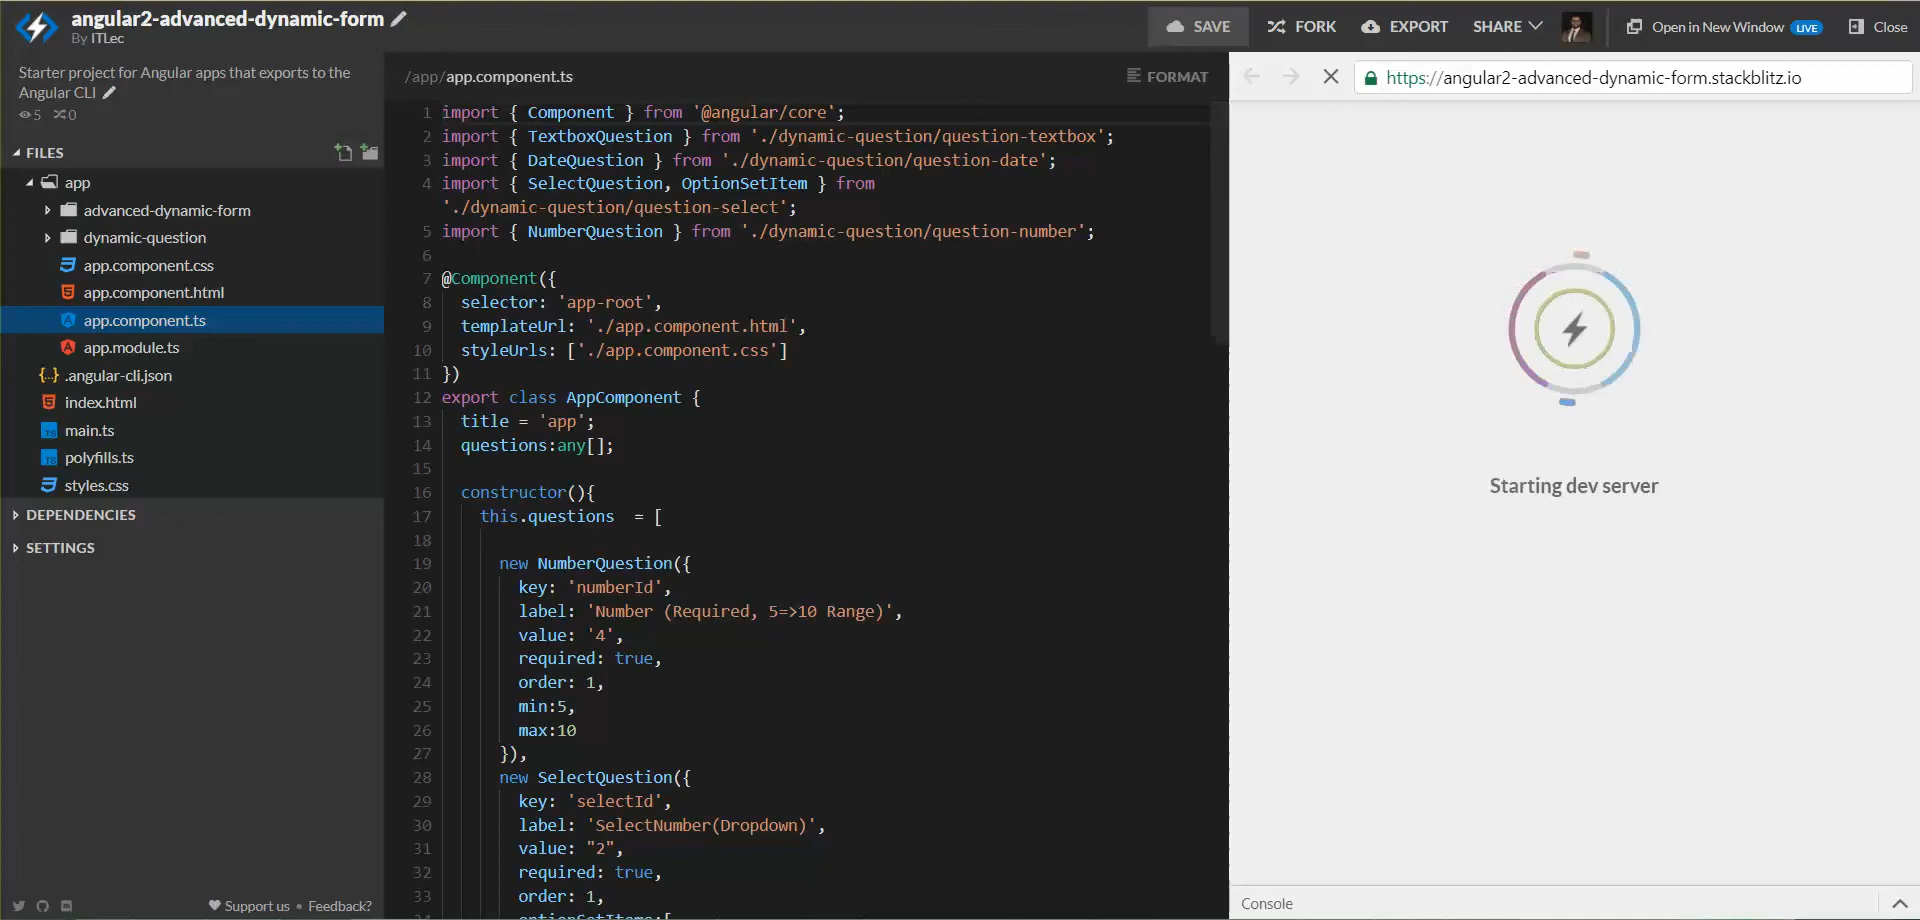 angular2-advanced-dynamic-form
By ITLec
SAVE
FORK
EXPORT
SHARE
Open in New Window LIVE
Close
Starter project for Angular apps that exports to the
Angular CLI
5 0
FILES
app
advanced-dynamic-form
dynamic-question
app.component.css
app.component.html
app.component.ts
app.module.ts
.angular-cli.json
index.html
main.ts
polyfills.ts
styles.css
DEPENDENCIES
SETTINGS
Support us • Feedback?
/app/app.component.ts
FORMAT
1 import { Component } from '@angular/core';
2 import { TextboxQuestion } from './dynamic-question/question-textbox';
3 import { DateQuestion } from './dynamic-question/question-date';
4 import { SelectQuestion, OptionSetItem } from
'./dynamic-question/question-select';
5 import { NumberQuestion } from './dynamic-question/question-number';
6
7 @Component({
8 selector: 'app-root',
9 templateUrl: './app.component.html',
10 styleUrls: ['./app.component.css']
11 })
12 export class AppComponent {
13 title = 'app';
14 questions:any[];
15
16 constructor(){
17 this.questions  = [
18
19 new NumberQuestion({
20 key: 'numberId',
21 label: 'Number (Required, 5=>10 Range)',
22 value: '4',
23 required: true,
24 order: 1,
25 min:5,
26 max:10
27 }),
28 new SelectQuestion({
29 key: 'selectId',
30 label: 'SelectNumber(Dropdown)',
31 value: "2",
32 required: true,
33 order: 1,
34 optionSetItems:[
https://angular2-advanced-dynamic-form.stackblitz.io
Starting dev server
Console